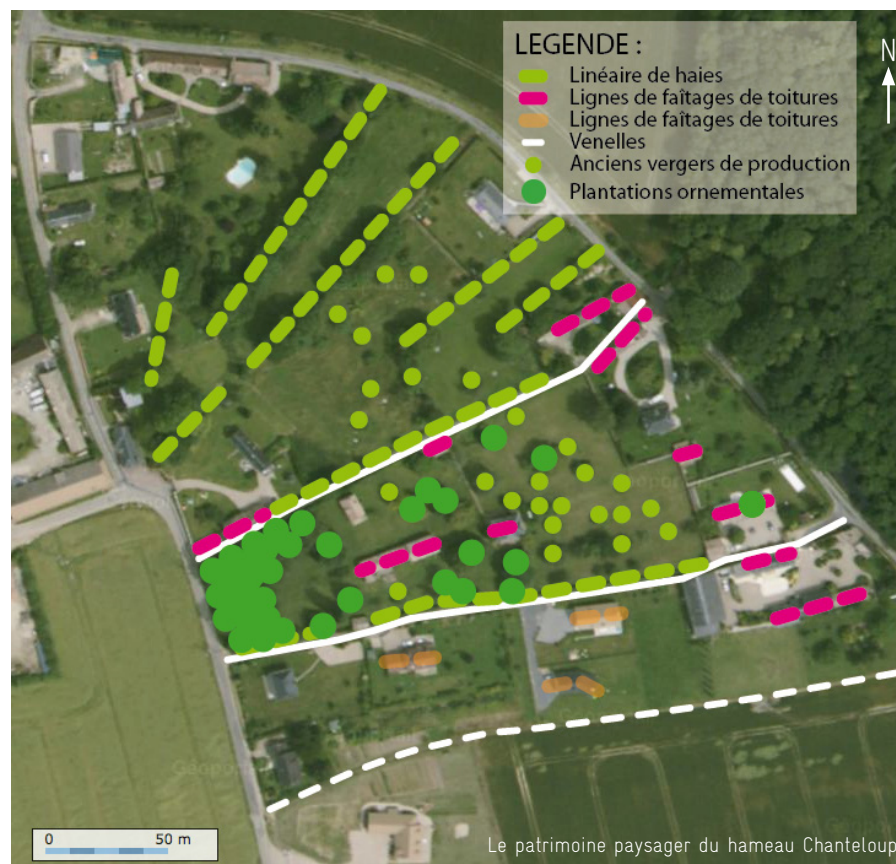 LEGENDE :
N
Linéaire de haies
Lignes de faîtages de toitures
Lignes de faîtages de toitures
Venelles
Anciens vergers de production
Plantations ornementales
0 50 m
Le patrimoine paysager du hameau Chanteloup